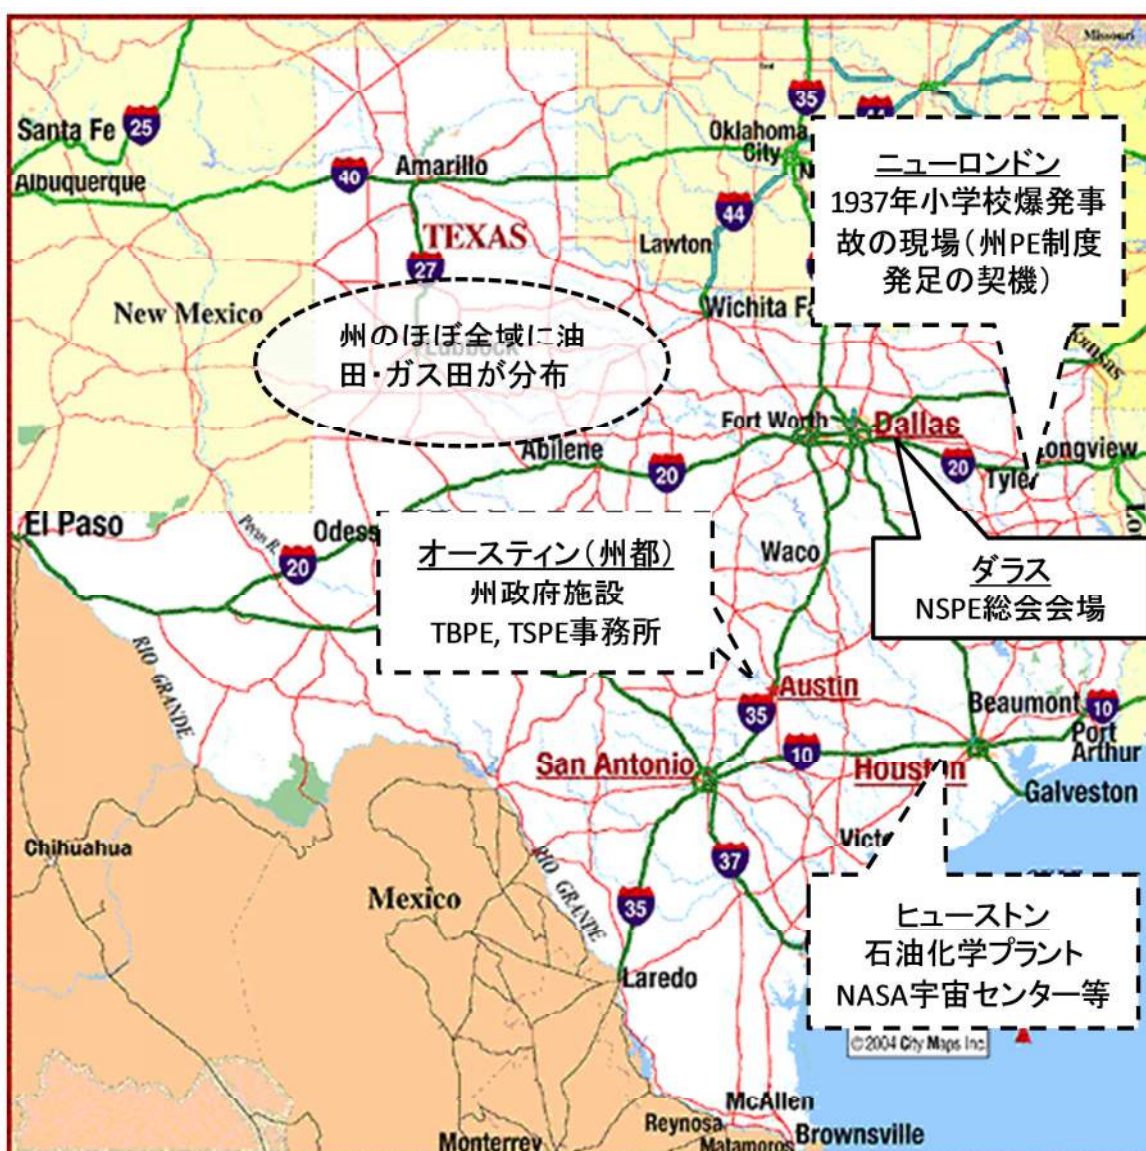 Missouri
Santa Fe
25
35
44
Oklahoma
City
Albuquerque
40
Amarillo
ニューロンドン
1937年小学校爆発事
故の現場（州PE制度
発足の契機）
44
Lawton
TEXAS
27
New Mexico
Wichita Fa
州のほぼ全域に油
田・ガス田が分布
Fort Worth
Dallas
Abilene
20
20
Longview
Tyler
El Paso
Pecos R.
Odess
20
オースティン（州都）
州政府施設
TBPE, TSPE事務所
Waco
ダラス
NSPE総会会場
RIO GRANDE
Austin
35
Beaumont
10
Port
Arthur
San Antonio
10
Houston
Galveston
Chihuahua
Victo
37
RIO GRANDE
Mexico
35
ヒューストン
石油化学プラント
NASA宇宙センター等
Laredo
©2004 City Maps Inc.
McAllen
Reynosa
Brownsville
Matamoros
Monterrey